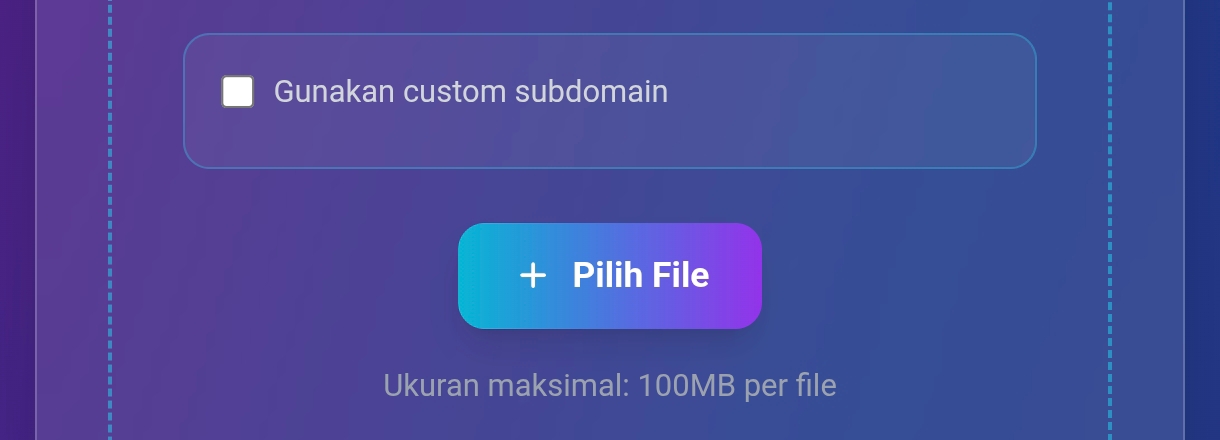 Gunakan custom subdomain
+ Pilih File
Ukuran maksimal: 100MB per file